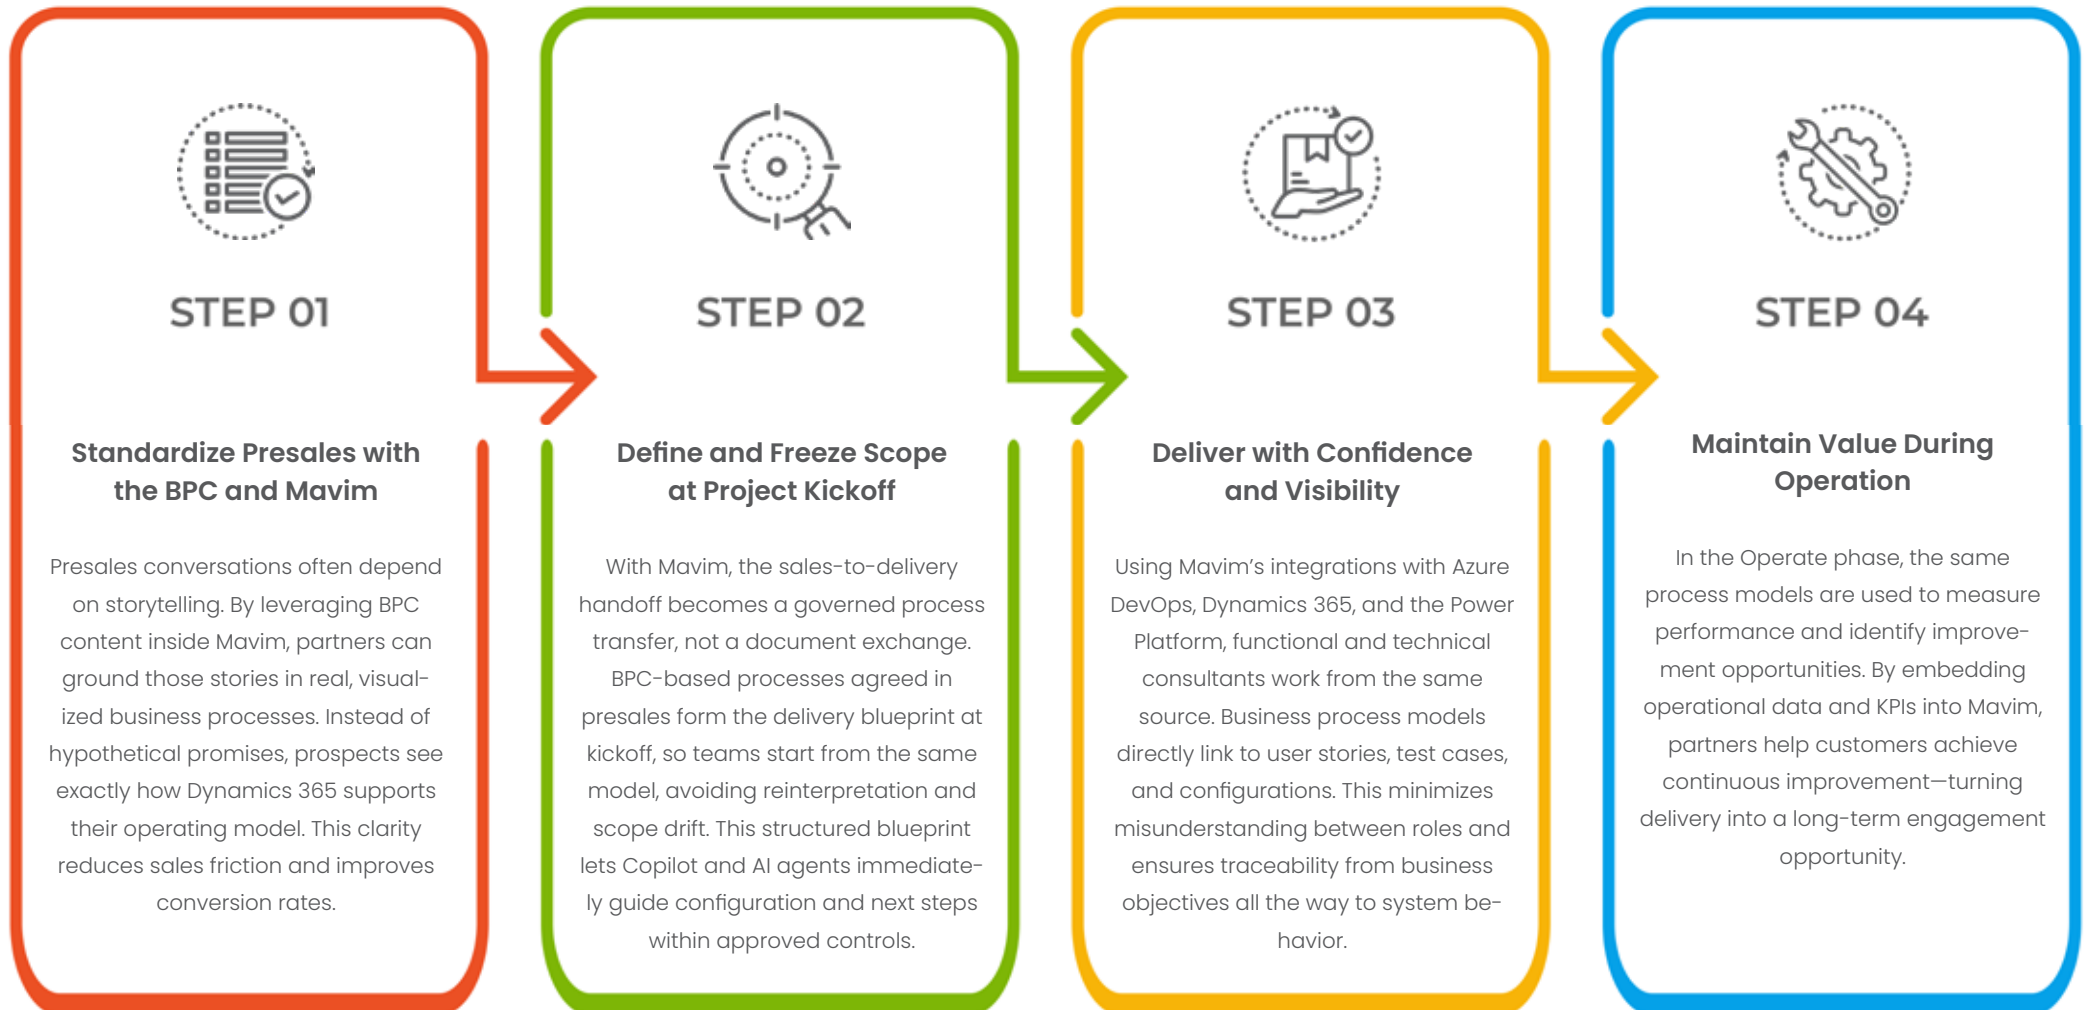 STEP 01
Standardize Presales with
the BPC and Mavim
Presales conversations often depend
on storytelling. By leveraging BPC
content inside Mavim, partners can
ground those stories in real, visual-
ized business processes. Instead of
hypothetical promises, prospects see
exactly how Dynamics 365 supports
their operating model. This clarity
reduces sales friction and improves
conversion rates.
STEP 02
Define and Freeze Scope
at Project Kickoff
With Mavim, the sales-to-delivery
handoff becomes a governed process
transfer, not a document exchange.
BPC-based processes agreed in
presales form the delivery blueprint at
kickoff, so teams start from the same
model, avoiding reinterpretation and
scope drift. This structured blueprint
lets Copilot and AI agents immediate-
ly guide configuration and next steps
within approved controls.
STEP 03
Deliver with Confidence
and Visibility
Using Mavim’s integrations with Azure
DevOps, Dynamics 365, and the Power
Platform, functional and technical
consultants work from the same
source. Business process models
directly link to user stories, test cases,
and configurations. This minimizes
misunderstanding between roles and
ensures traceability from business
objectives all the way to system be-
havior.
STEP 04
Maintain Value During
Operation
In the Operate phase, the same
process models are used to measure
performance and identify improve-
ment opportunities. By embedding
operational data and KPIs into Mavim,
partners help customers achieve
continuous improvement—turning
delivery into a long-term engagement
opportunity.